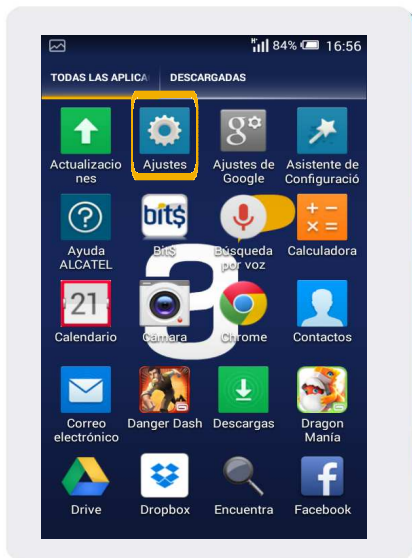 84% 16:56
TODAS LAS APLICA DESCARGADAS
Actualizacio
nes
Ajustes
Ajustes de
Google
Asistente de
Configuració
Ayuda
ALCATEL
bit$
Bit$
Búsqueda
por voz
Calculadora
21
Calendario
Cámara
Chrome
Contactos
Correo
electrónico
Danger Dash
Descargas
Dragon
Manía
Drive
Dropbox
Encuentra
Facebook